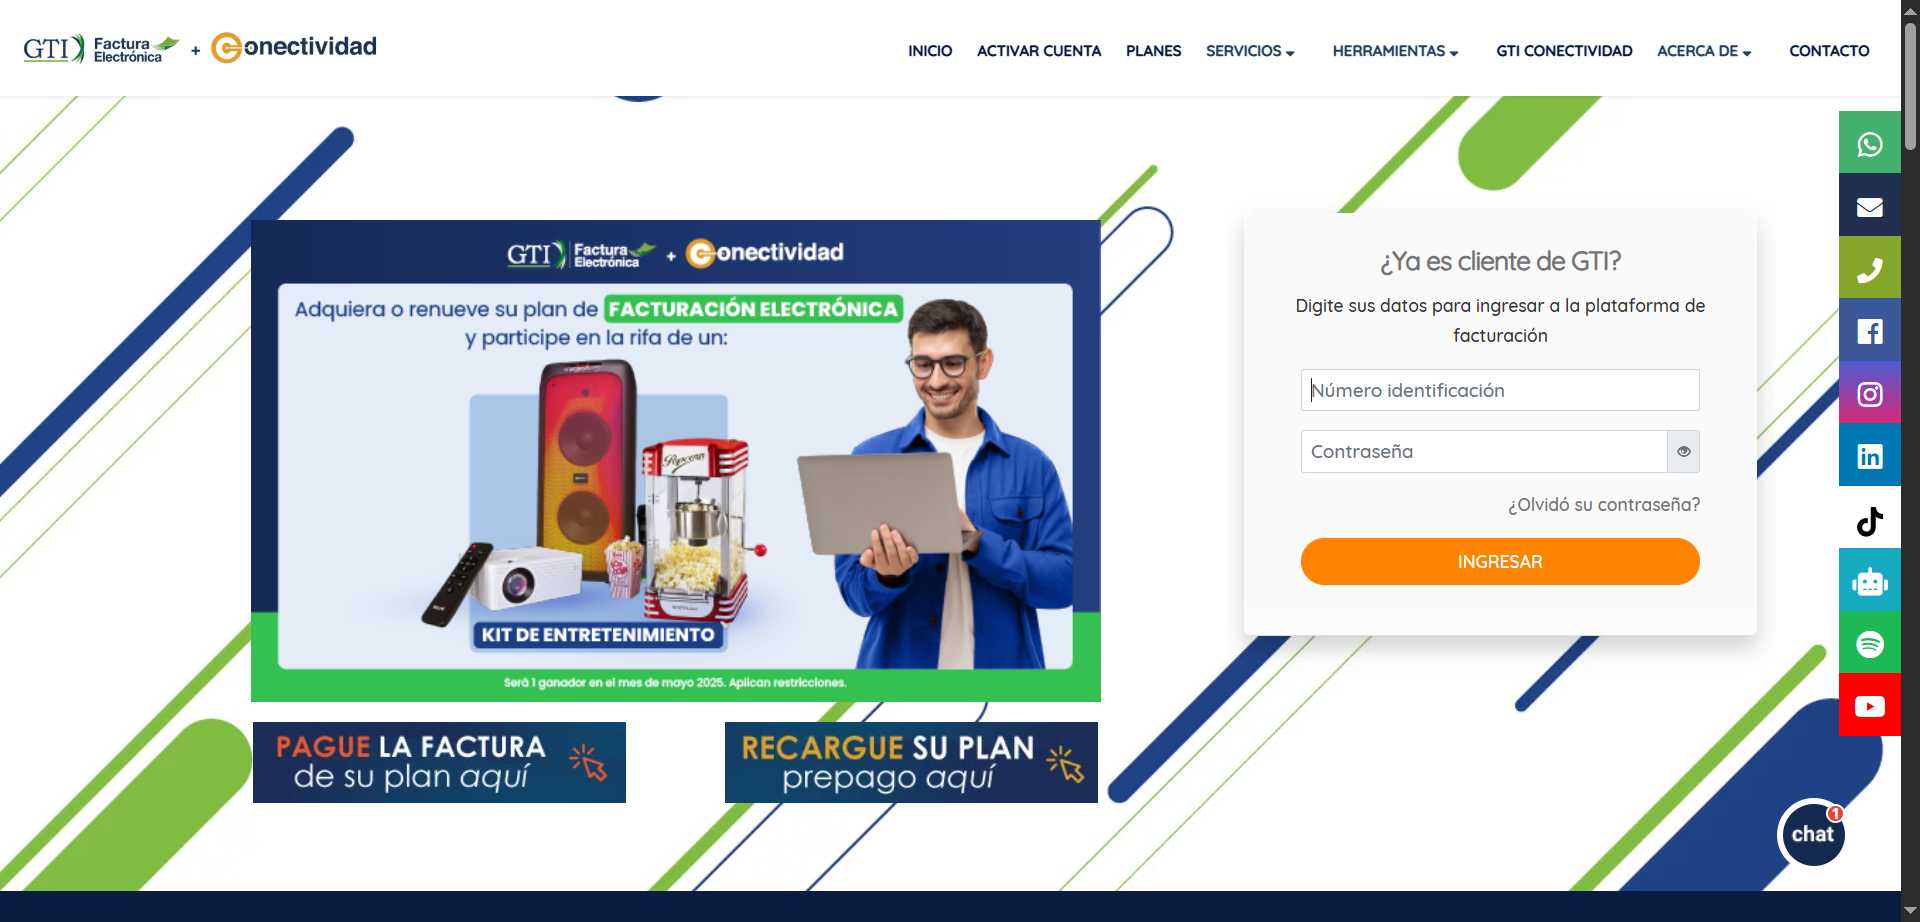 GTI Factura Electrónica + Conectividad
INICIO
ACTIVAR CUENTA
PLANES
SERVICIOS
HERRAMIENTAS
GTI CONECTIVIDAD
ACERCA DE
CONTACTO
GTI Factura Electrónica + Conectividad
Adquiera o renueve su plan de FACTURACIÓN ELECTRÓNICA
y participe en la rifa de un:
Popcorn
KIT DE ENTRETENIMIENTO
Será 1 ganador en el mes de mayo 2025. Aplican restricciones.
PAGUE LA FACTURA
de su plan aquí
RECARGUE SU PLAN
prepago aquí
¿Ya es cliente de GTI?
Digite sus datos para ingresar a la plataforma de
facturación
Número identificación
Contraseña
¿Olvidó su contraseña?
INGRESAR
in
chat
1